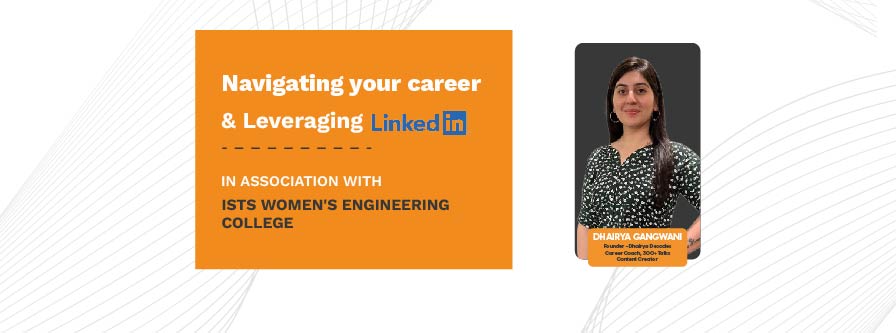 Navigating your career
& Leveraging Linkedin
IN ASSOCIATION WITH
ISTS WOMEN'S ENGINEERING
COLLEGE
DHAIRYA GANGWANI
Founder -Dhairya Decodes
Career Coach, 300+ Talks
Content Creator